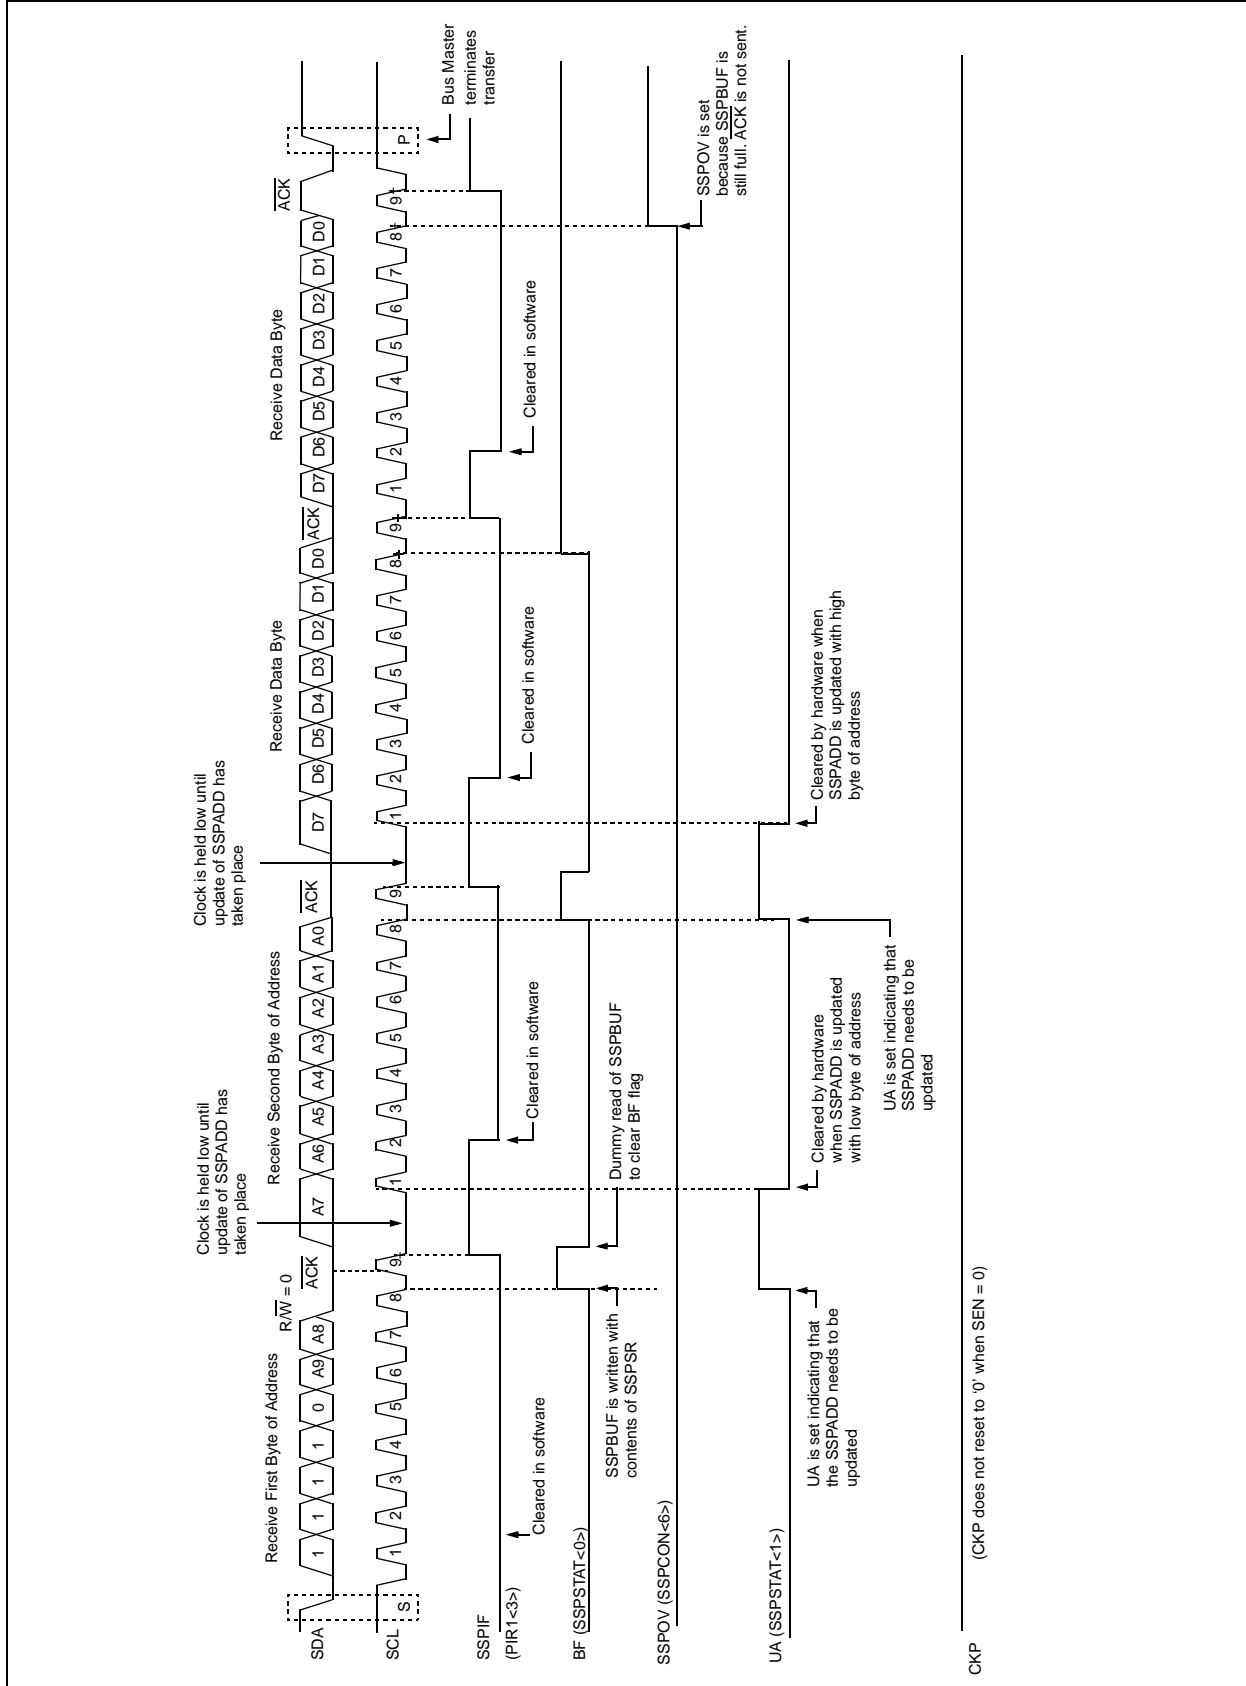 Receive First Byte of Address
R/W = 0
ACK
Clock is held low until
update of SSPADD has
taken place
Receive Second Byte of Address
ACK
Clock is held low until
update of SSPADD has
taken place
Receive Data Byte
ACK
Receive Data Byte
ACK
SDA
1 1 1 1 0 A9 A8
A7 A6 A5 A4 A3 A2 A1 A0
D7 D6 D5 D4 D3 D2 D1 D0
D7 D6 D5 D4 D3 D2 D1 D0
SCL
S
1 2 3 4 5 6 7 8 9
1 2 3 4 5 6 7 8 9
1 2 3 4 5 6 7 8 9
1 2 3 4 5 6 7 8 9
P
Bus Master
terminates
transfer
SSPIF
(PIR1<3>)
Cleared in software
Cleared in software
Cleared in software
Cleared in software
BF (SSPSTAT<0>)
SSPBUF is written with
contents of SSPSR
Dummy read of SSPBUF
to clear BF flag
SSPOV (SSPCON<6>)
SSPOV is set
because SSPBUF is
still full. ACK is not sent.
UA (SSPSTAT<1>)
UA is set indicating that
the SSPADD needs to be
updated
Cleared by hardware
when SSPADD is updated
with low byte of address
UA is set indicating that
SSPADD needs to be
updated
Cleared by hardware when
SSPADD is updated with high
byte of address
CKP
(CKP does not reset to ‘0’ when SEN = 0)